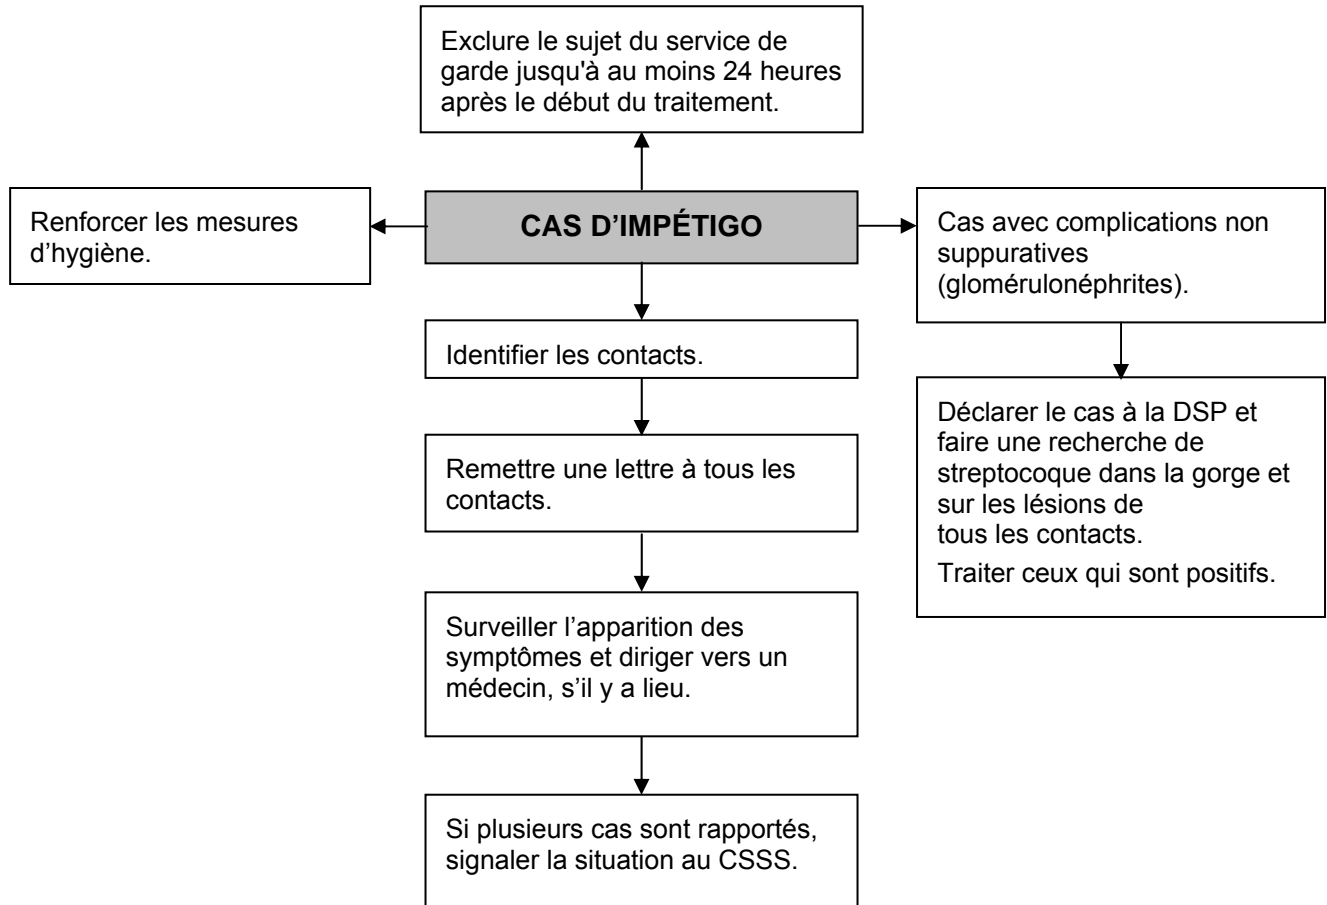 Exclure le sujet du service de
garde jusqu'à au moins 24 heures
après le début du traitement.
Renforcer les mesures
d’hygiène.
CAS D’IMPÉTIGO
Cas avec complications non
suppuratives
(glomérulonéphrites).
Identifier les contacts.
Déclarer le cas à la DSP et
faire une recherche de
streptocoque dans la gorge et
sur les lésions de
tous les contacts.
Traiter ceux qui sont positifs.
Remettre une lettre à tous les
contacts.
Surveiller l’apparition des
symptômes et diriger vers un
médecin, s’il y a lieu.
Si plusieurs cas sont rapportés,
signaler la situation au CSSS.